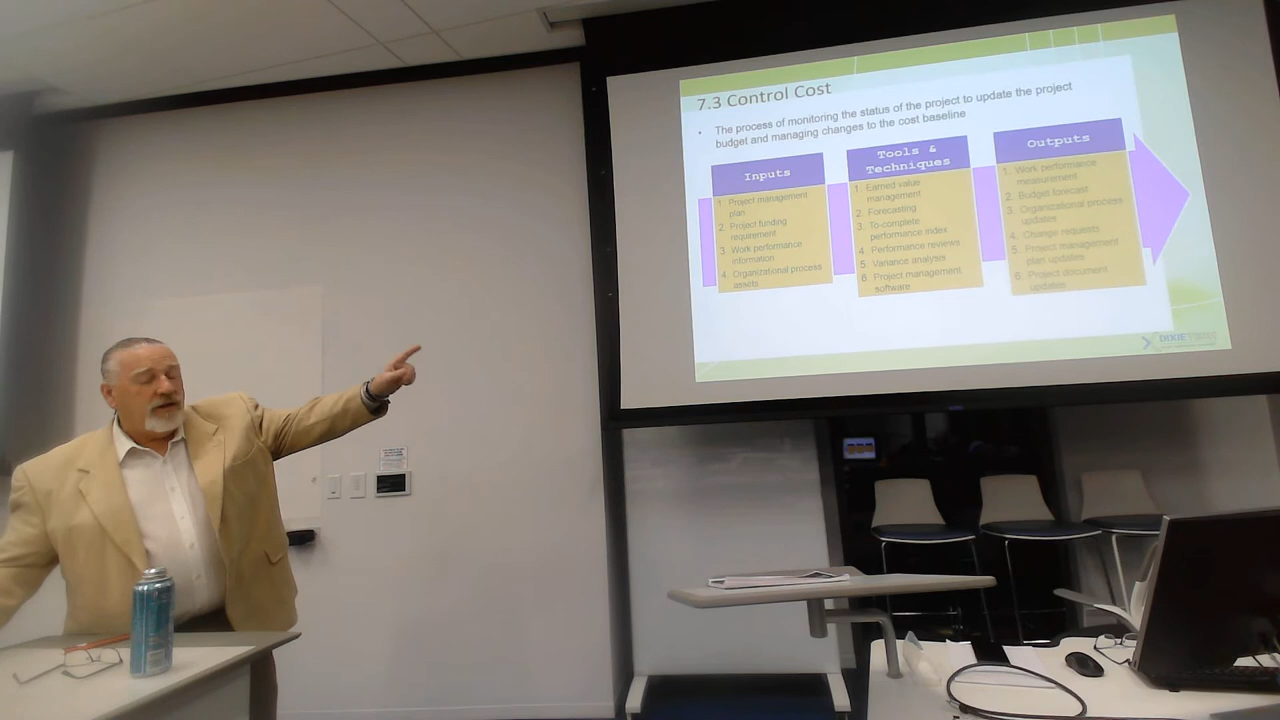 7.3 Control Cost
• The process of monitoring the status of the project to update the project
budget and managing changes to the cost baseline
Inputs
1. Project management
plan
2. Project funding
requirement
3. Work performance
information
4. Organizational process
assets
Tools &
Techniques
1. Earned value
management
2. Forecasting
3. To-complete
performance index
4. Performance reviews
5. Variance analysis
6. Project management
software
Outputs
1. Work performance
measurement
2. Budget forecast
3. Organizational process
updates
4. Change requests
5. Project management
plan updates
6. Project document
updates
DIXIE